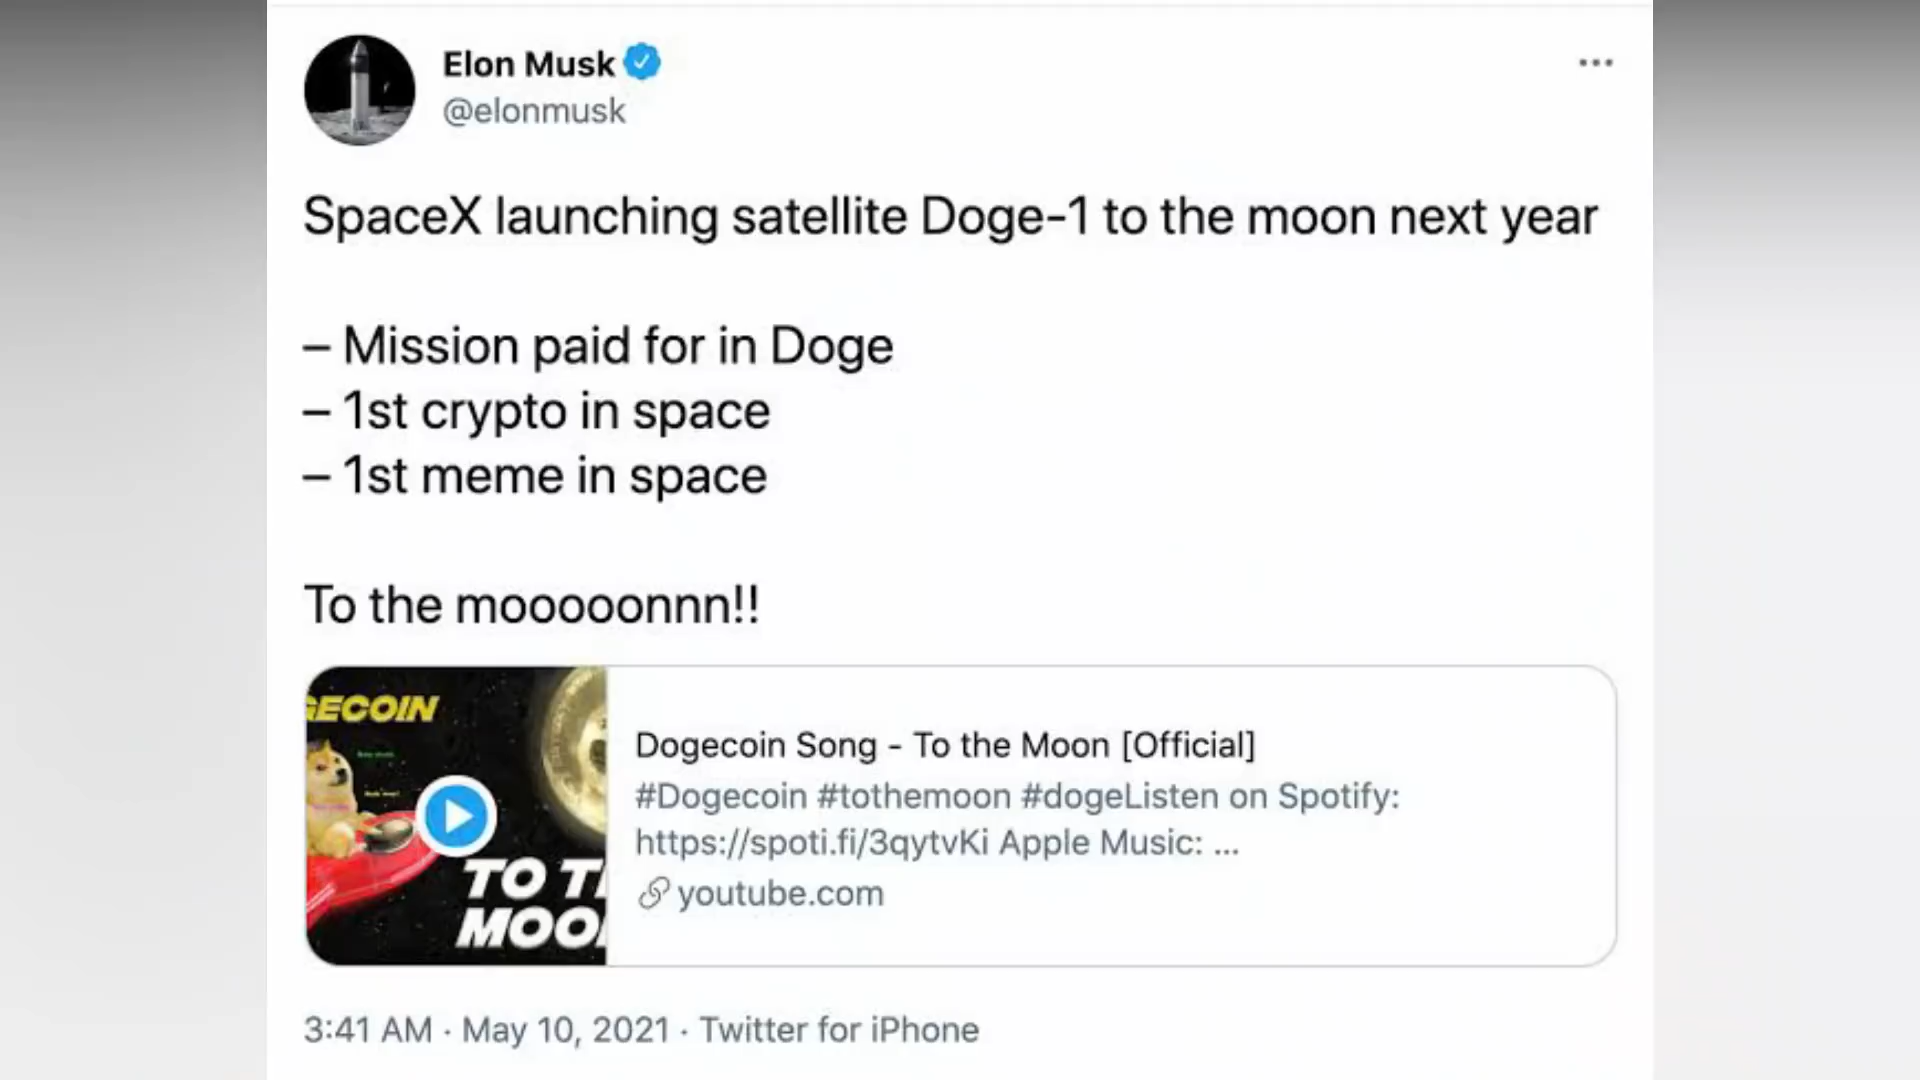 Elon Musk
@elonmusk
SpaceX launching satellite Doge-1 to the moon next year
– Mission paid for in Doge
– 1st crypto in space
– 1st meme in space
To the mooooonnn!!
GECOIN
TO TH
MOO
Dogecoin Song - To the Moon [Official]
#Dogecoin #tothemoon #dogeListen on Spotify:
https://spoti.fi/3qytvKi Apple Music: ...
youtube.com
3:41 AM · May 10, 2021 · Twitter for iPhone